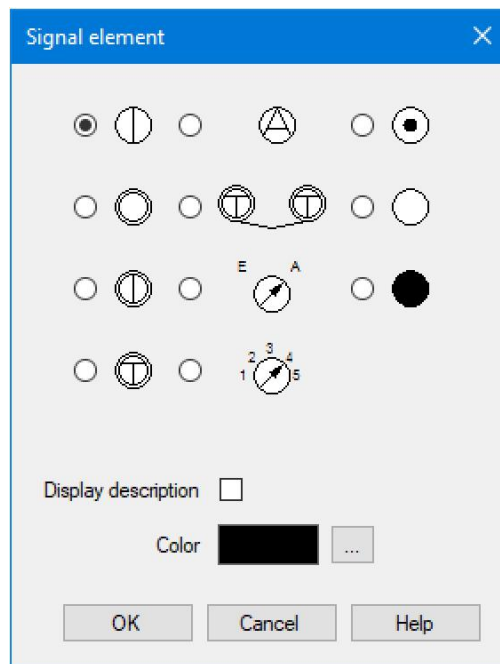 Signal element
A
T T
E A
T
1 2 3 4 5
Display description
Color ...
OK Cancel Help